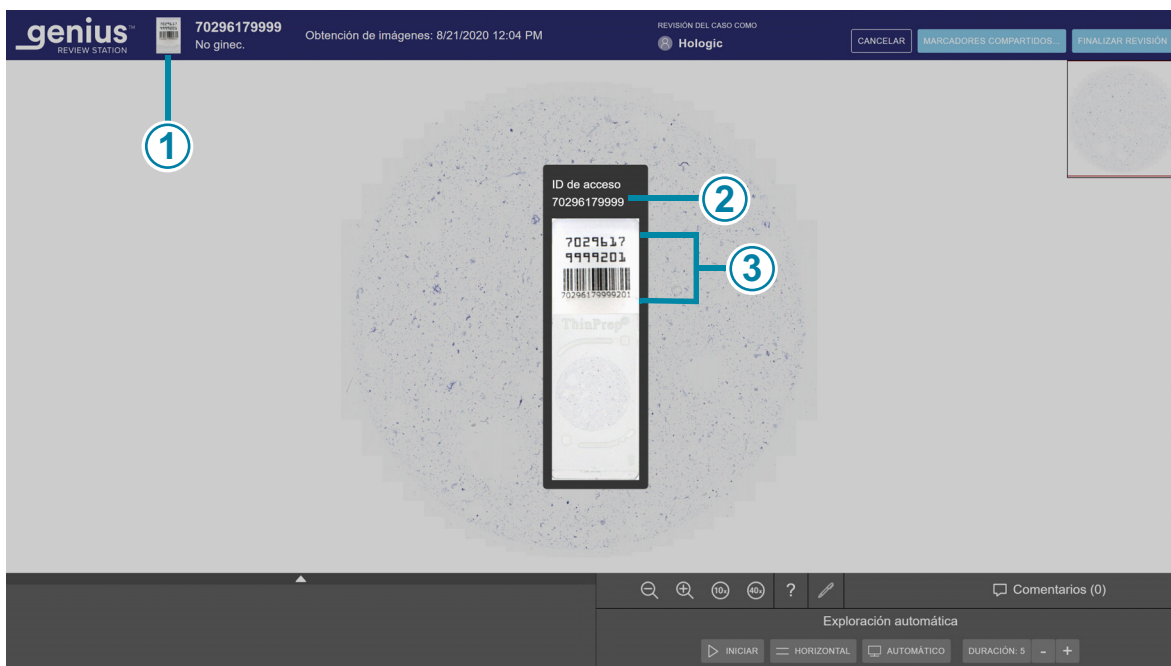 genius™
REVIEW STATION
70296179999
No ginec.
Obtención de imágenes: 8/21/2020 12:04 PM
REVISIÓN DEL CASO COMO
Hologic
CANCELAR
MARCADORES COMPARTIDOS...
FINALIZAR REVISIÓN
1
ID de acceso
70296179999
2
7029617
9999201
70296179999201
3
ThinPrep®
Comentarios (0)
10x
40x
?
Exploración automática
INICIAR
HORIZONTAL
AUTOMÁTICO
DURACIÓN: 5
-
+